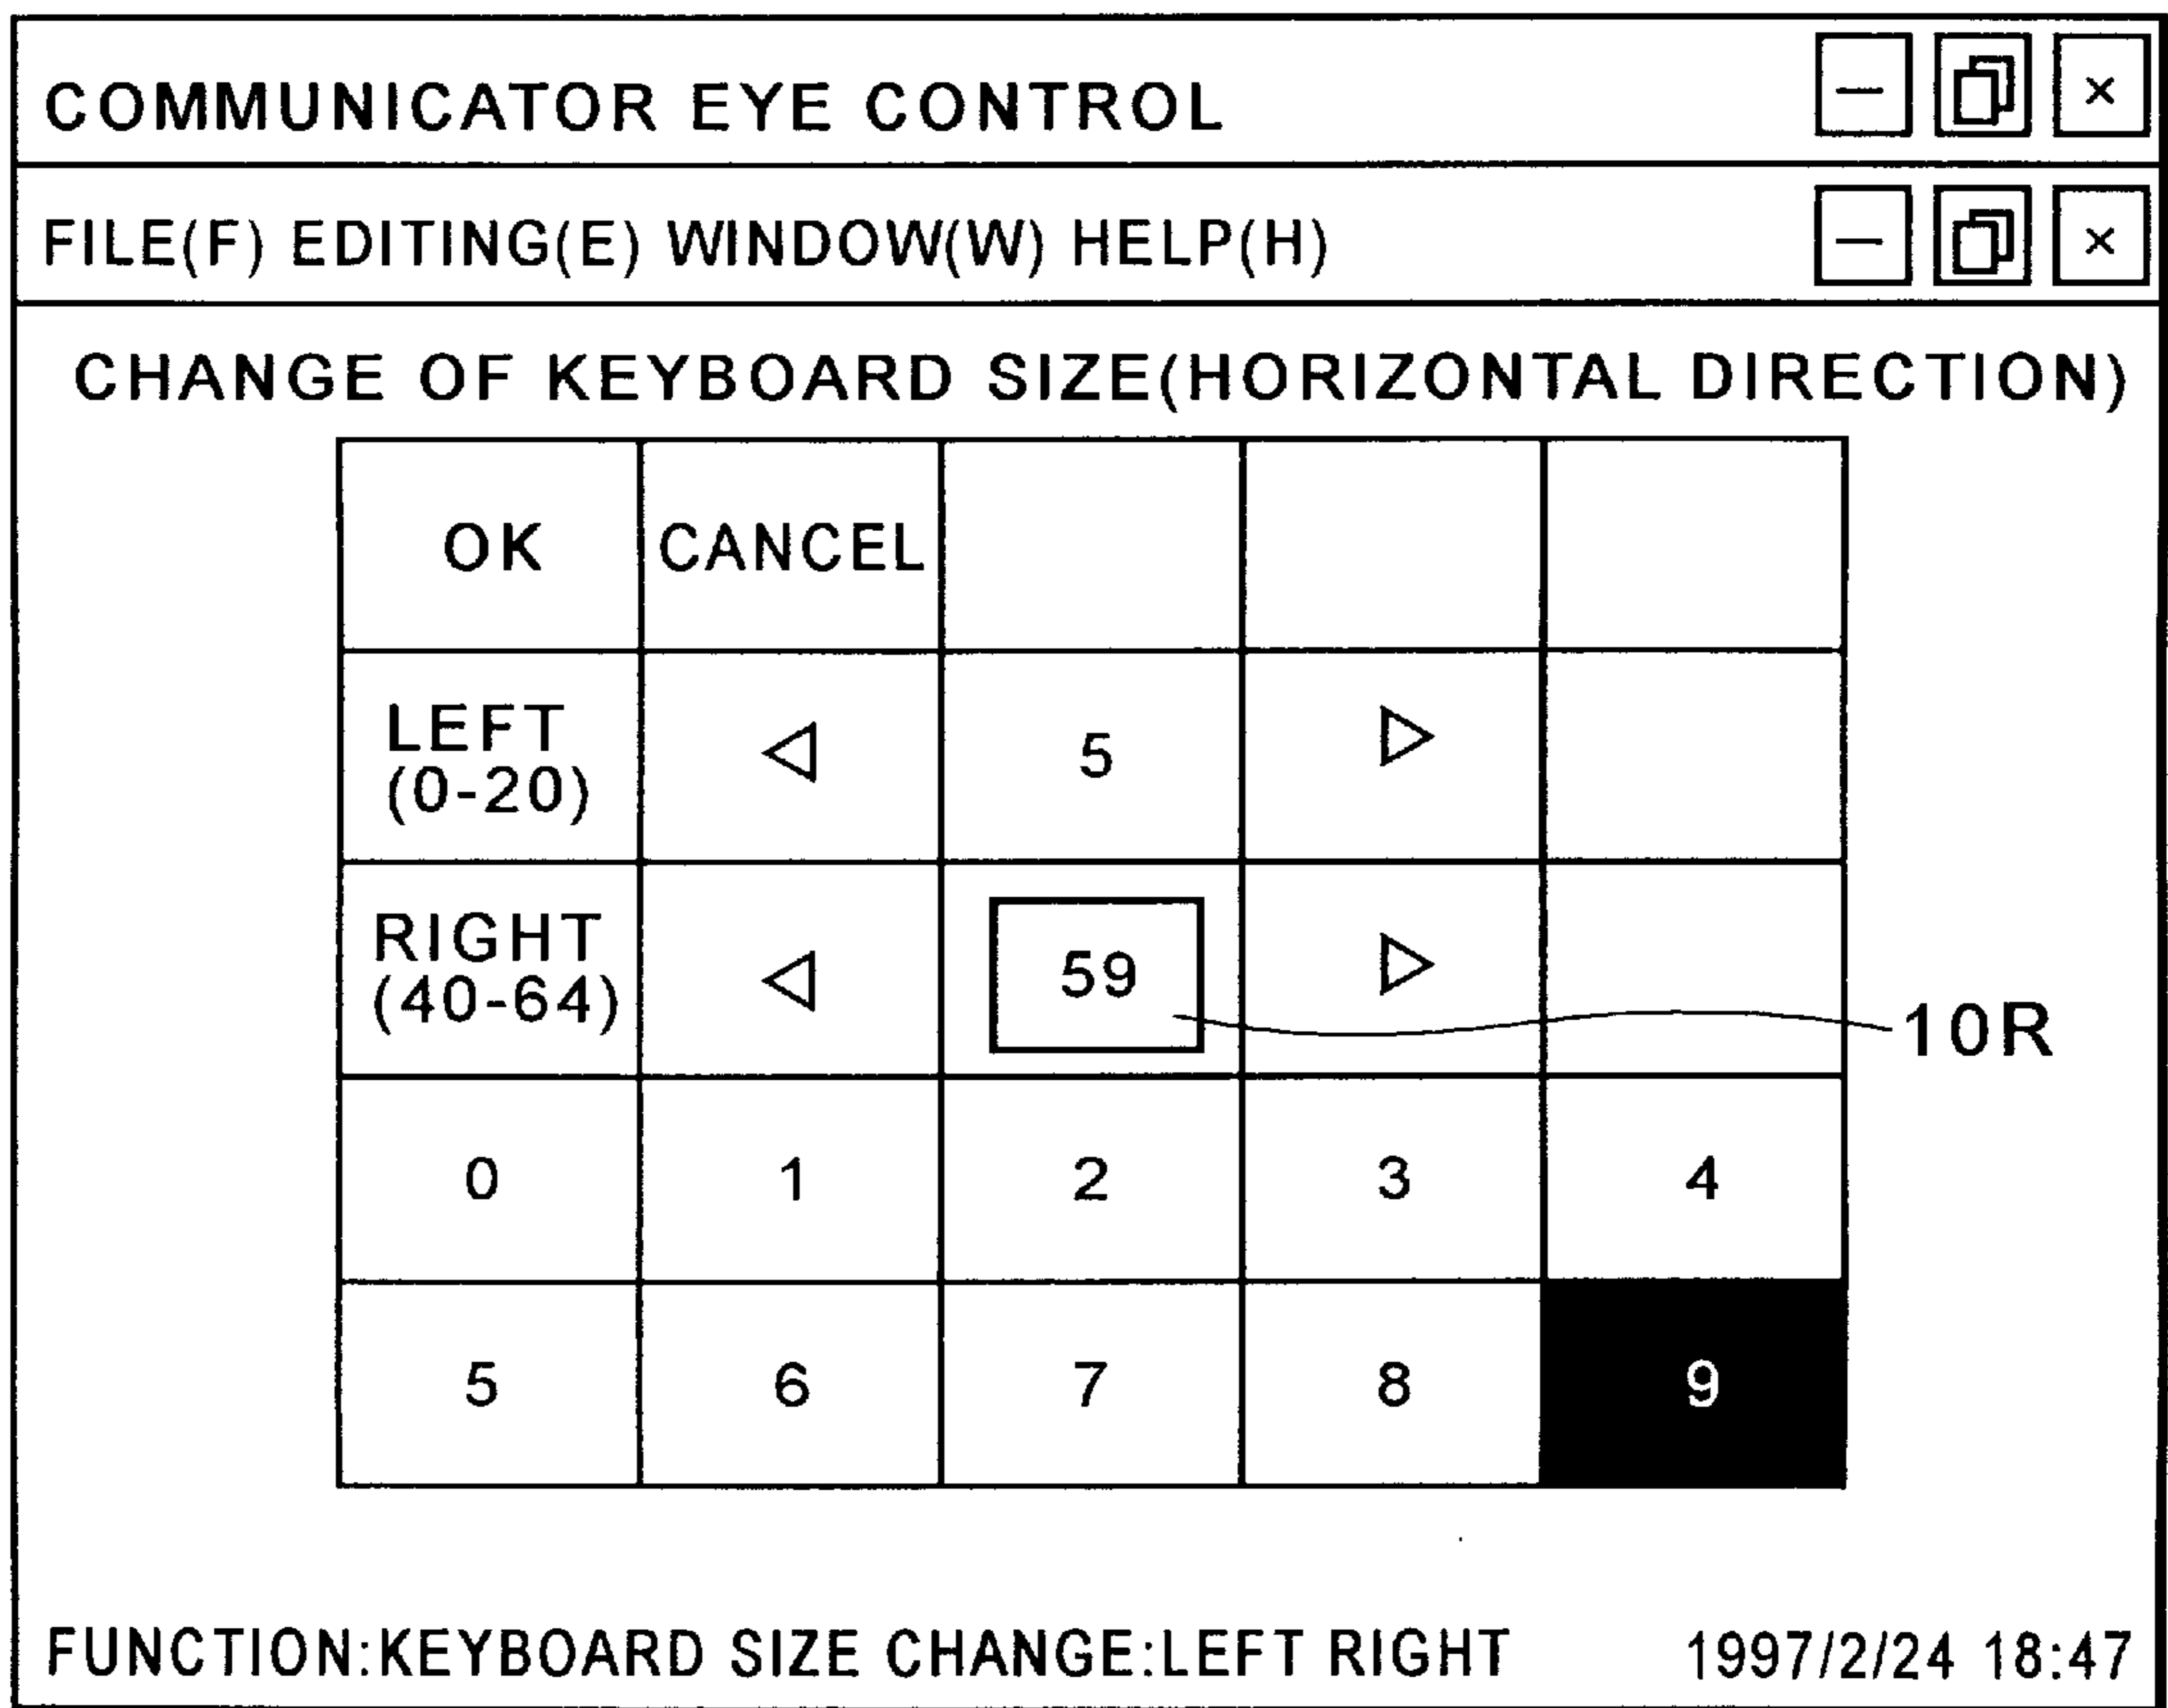 COMMUNICATOR EYE CONTROL
FILE(F) EDITING(E) WINDOW(W) HELP(H)
CHANGE OF KEYBOARD SIZE(HORIZONTAL DIRECTION)
OK CANCEL
LEFT
(0-20)
◁ 5 ▷
RIGHT
(40-64)
◁ 59 ▷
10R
0 1 2 3 4
5 6 7 8 9
FUNCTION:KEYBOARD SIZE CHANGE:LEFT RIGHT 1997/2/24 18:47